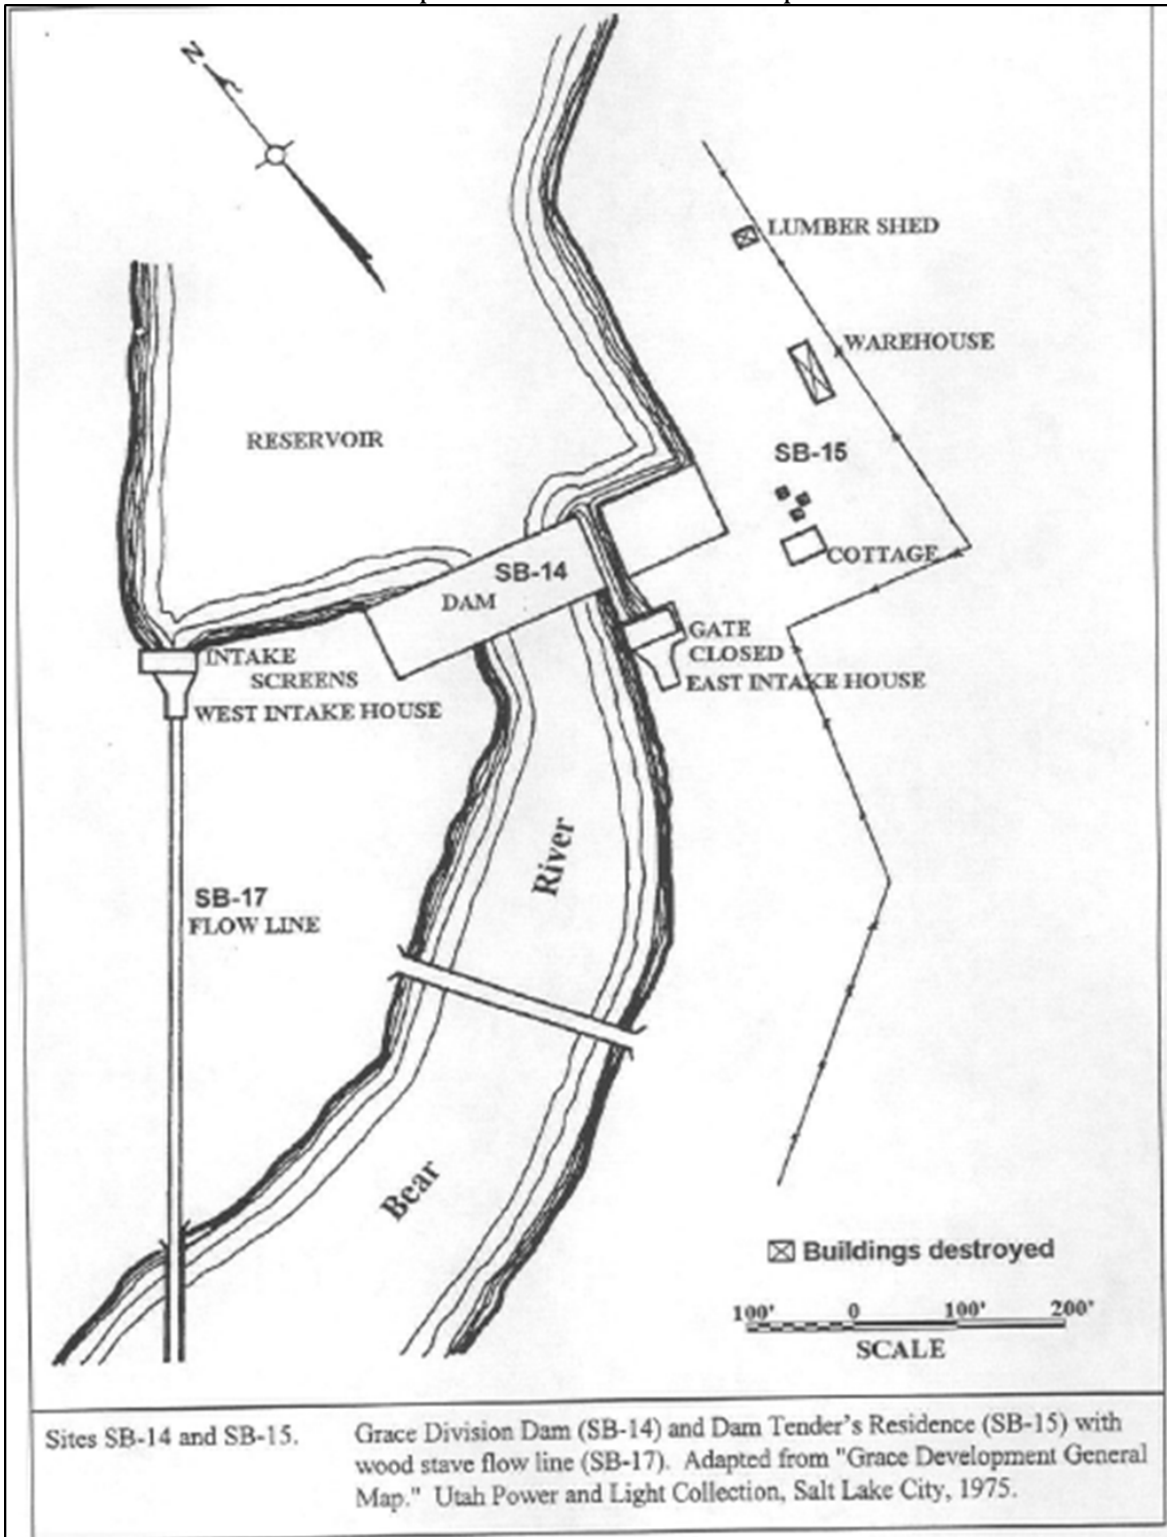 N
LUMBER SHED
WAREHOUSE
RESERVOIR
SB-15
COTTAGE
SB-14
DAM
GATE
CLOSED
EAST INTAKE HOUSE
INTAKE
SCREENS
WEST INTAKE HOUSE
River
SB-17
FLOW LINE
Bear
Buildings destroyed
100' 0 100' 200'
SCALE
Sites SB-14 and SB-15.
Grace Division Dam (SB-14) and Dam Tender's Residence (SB-15) with
wood stave flow line (SB-17). Adapted from "Grace Development General
Map." Utah Power and Light Collection, Salt Lake City, 1975.